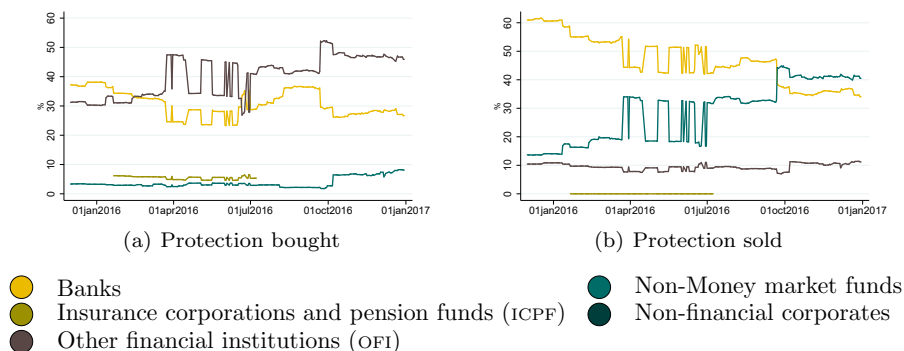 60
50
40
30
20
10
0
%
01jan2016 01apr2016 01jul2016 01oct2016 01jan2017
(a) Protection bought
60
50
40
30
20
10
0
%
01jan2016 01apr2016 01jul2016 01oct2016 01jan2017
(b) Protection sold
Banks
Insurance corporations and pension funds (ICPF)
Other financial institutions (OFI)
Non-Money market funds
Non-financial corporates